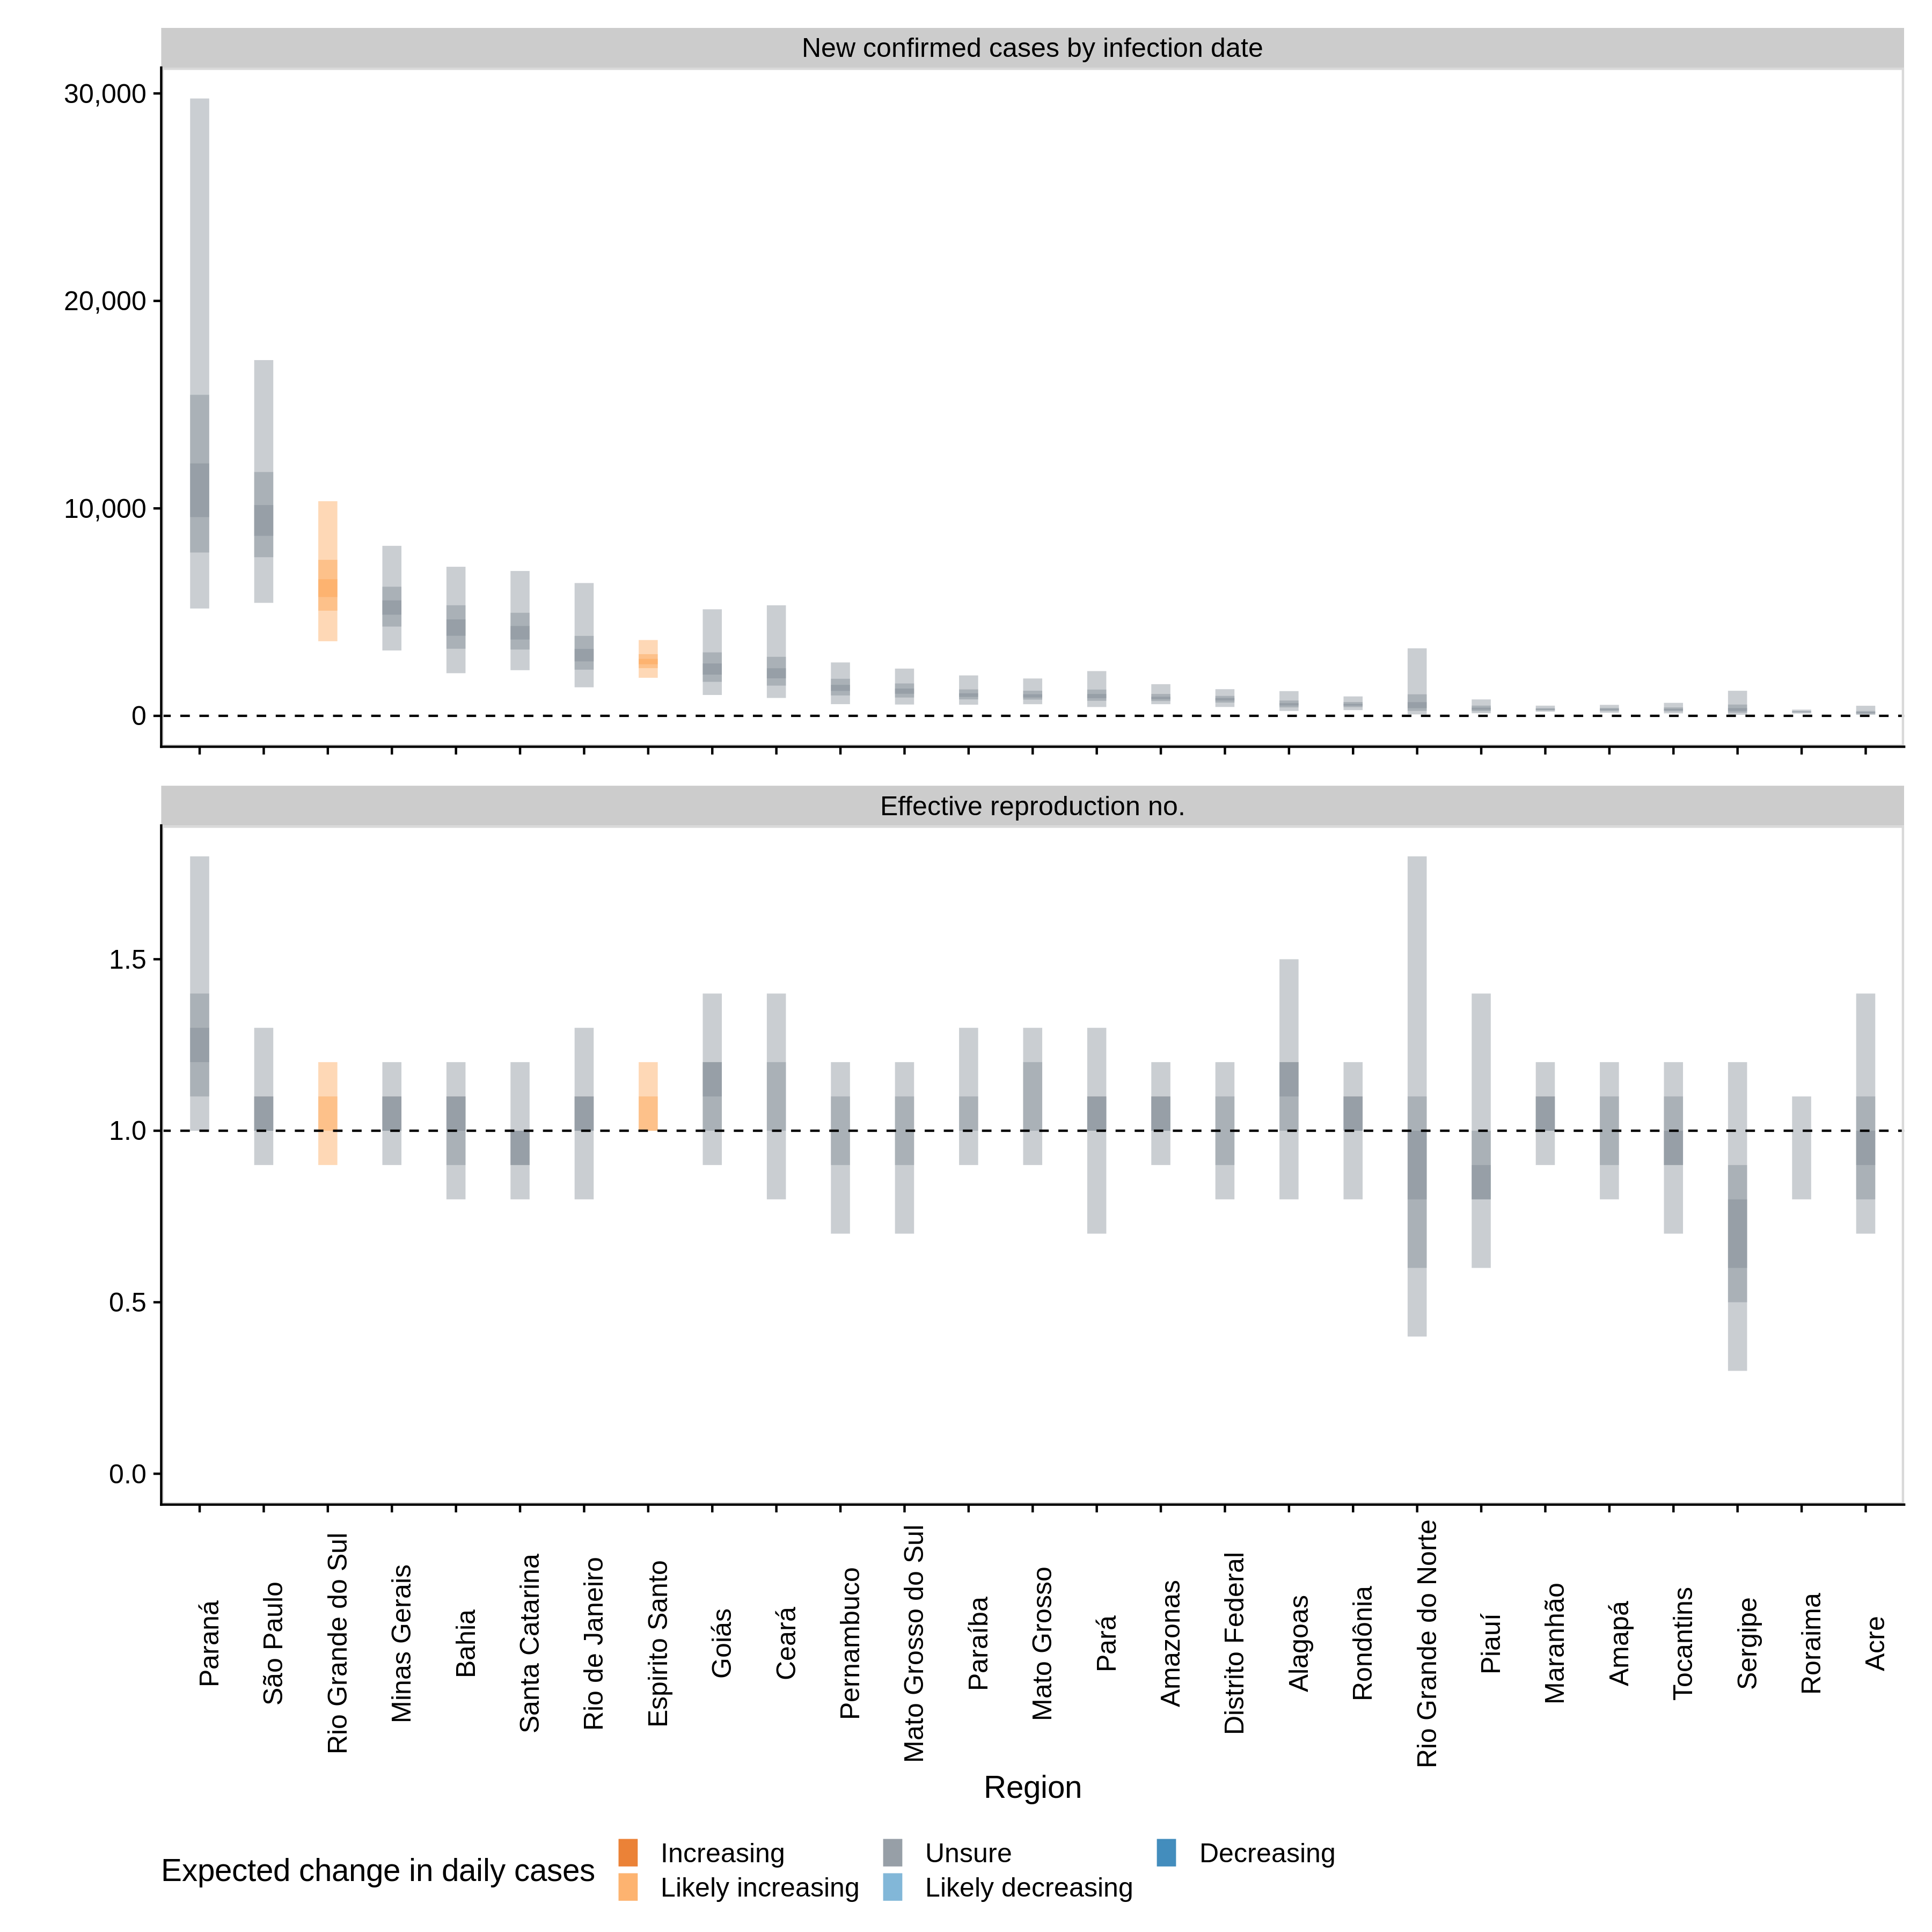 New confirmed cases by infection date
30,000
20,000
10,000
0
Effective reproduction no.
1.5
1.0
0.5
0.0
Paraná
São Paulo
Rio Grande do Sul
Minas Gerais
Bahia
Santa Catarina
Rio de Janeiro
Espirito Santo
Goiás
Ceará
Pernambuco
Mato Grosso do Sul
Paraíba
Mato Grosso
Pará
Amazonas
Distrito Federal
Alagoas
Rondônia
Rio Grande do Norte
Piauí
Maranhão
Amapá
Tocantins
Sergipe
Roraima
Acre
Region
Expected change in daily cases
Increasing
Likely increasing
Unsure
Likely decreasing
Decreasing